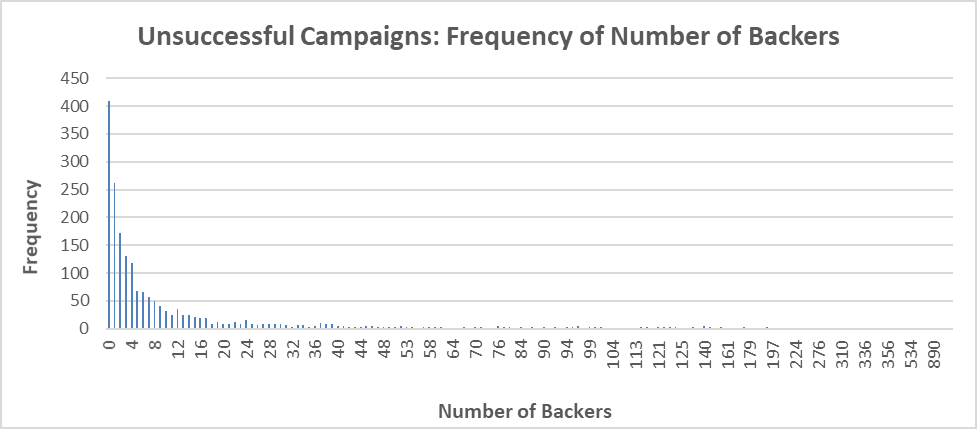 Unsuccessful Campaigns: Frequency of Number of Backers
450
400
350
300
250
200
150
100
50
0
Frequency
0 4 8 12 16 20 24 28 32 36 40 44 48 53 58 64 70 76 84 90 94 99 104 113 121 125 140 161 179 197 224 276 310 336 356 534 890
Number of Backers